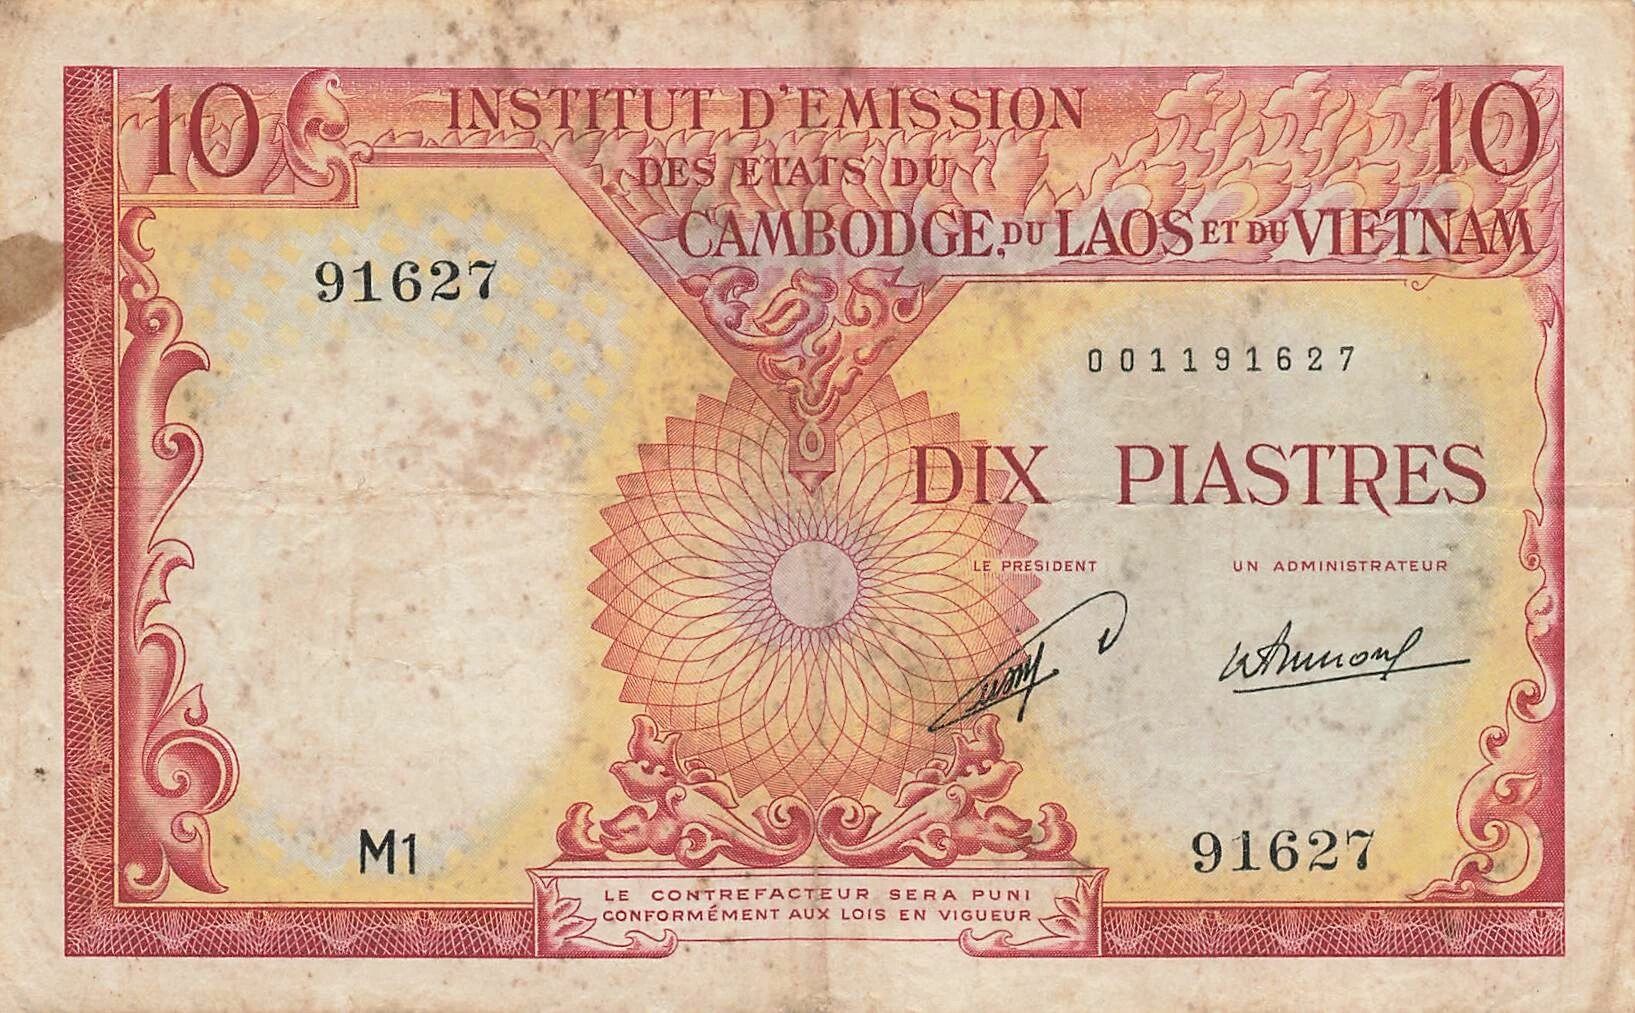 10 INSTITUT D'EMISSION 10
DES ETATS DU
CAMBODGE, DU LAOS ET DU VIETNAM
91627
001191627
DIX PIASTRES
LE PRESIDENT UN ADMINISTRATEUR
M1
91627
LE CONTREFACTEUR SERA PUNI
CONFORMÉMENT AUX LOIS EN VIGUEUR